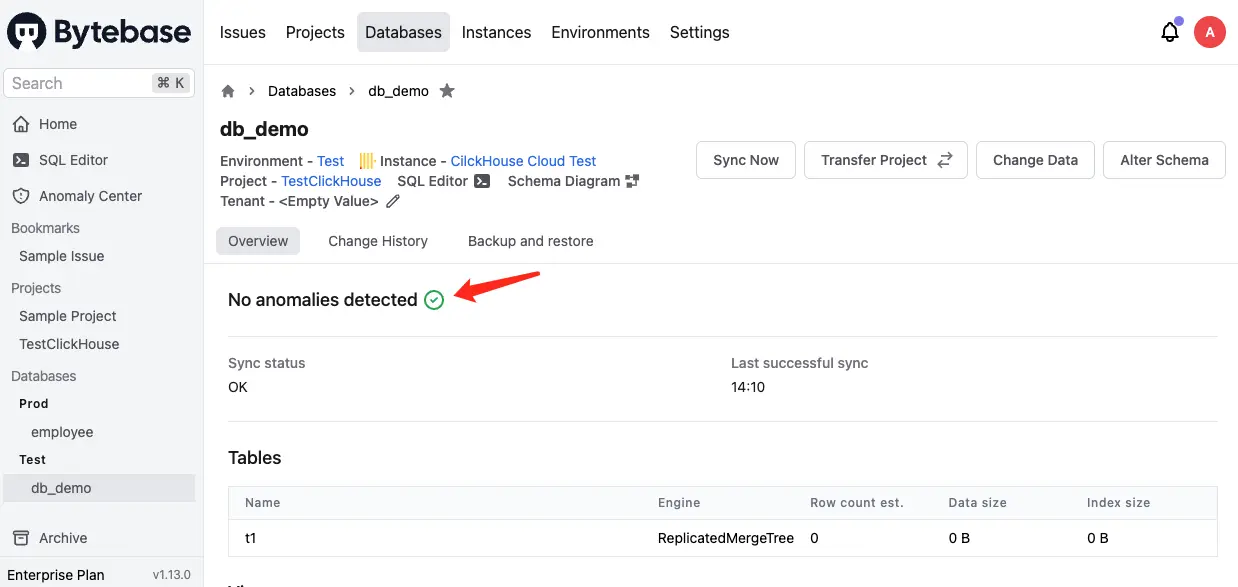 Bytebase
Issues Projects Databases Instances Environments Settings
A
Search ⌘ K
Home
SQL Editor
Anomaly Center
Bookmarks
Sample Issue
Projects
Sample Project
TestClickHouse
Databases
Prod
employee
Test
db_demo
Archive
Enterprise Plan v1.13.0
Databases > db_demo
db_demo
Environment - Test Instance - CilckHouse Cloud Test
Project - TestClickHouse SQL Editor Schema Diagram
Tenant - <Empty Value>
Sync Now Transfer Project Change Data Alter Schema
Overview Change History Backup and restore
No anomalies detected
Sync status Last successful sync
OK 14:10
Tables
Name Engine Row count est. Data size Index size
t1 ReplicatedMergeTree 0 0 B 0 B